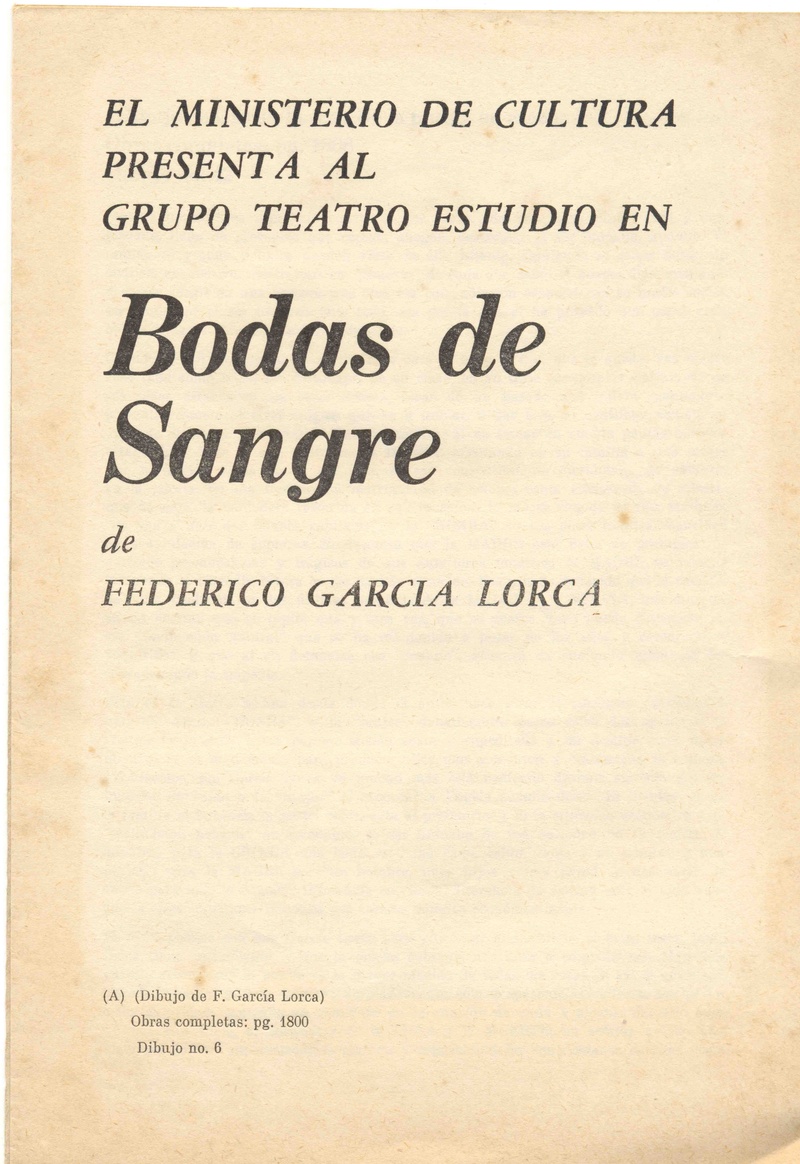 EL MINISTERIO DE CULTURA
PRESENTA AL
GRUPO TEATRO ESTUDIO EN
Bodas de
Sangre
de
FEDERICO GARCIA LORCA
(A) (Dibujo de F. García Lorca)
Obras completas: pg. 1800
Dibujo no. 6